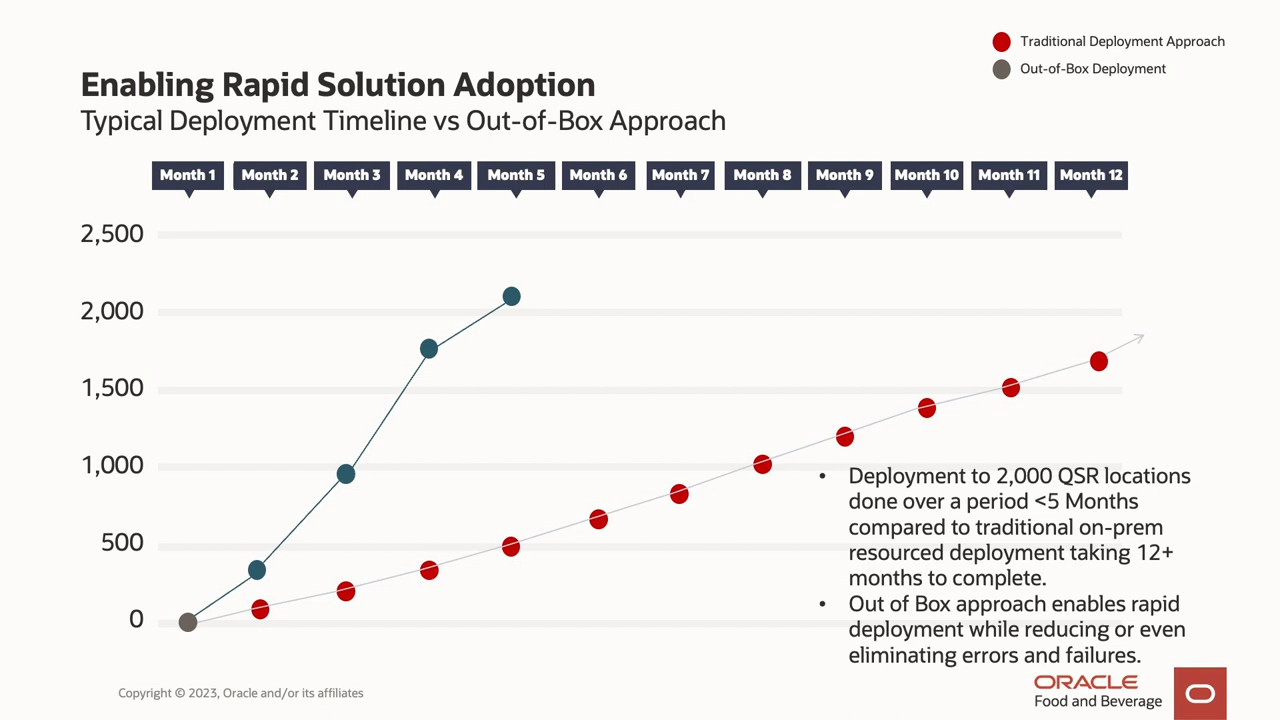 Traditional Deployment Approach
Out-of-Box Deployment
Enabling Rapid Solution Adoption
Typical Deployment Timeline vs Out-of-Box Approach
Month 1 Month 2 Month 3 Month 4 Month 5 Month 6 Month 7 Month 8 Month 9 Month 10 Month 11 Month 12
2,500
2,000
1,500
1,000
500
0
• Deployment to 2,000 QSR locations
done over a period <5 Months
compared to traditional on-prem
resourced deployment taking 12+
months to complete.
• Out of Box approach enables rapid
deployment while reducing or even
eliminating errors and failures.
Copyright © 2023, Oracle and/or its affiliates
ORACLE
Food and Beverage